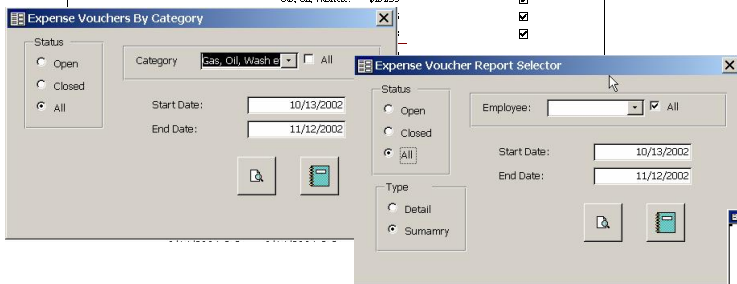 Expense Vouchers By Category
Status
Open
Closed
All
Category
Gas, Oil, Wash e
All
Start Date:
10/13/2002
End Date:
11/12/2002
Expense Voucher Report Selector
Status
Open
Closed
All
Employee:
All
Start Date:
10/13/2002
End Date:
11/12/2002
Type
Detail
Sumamry